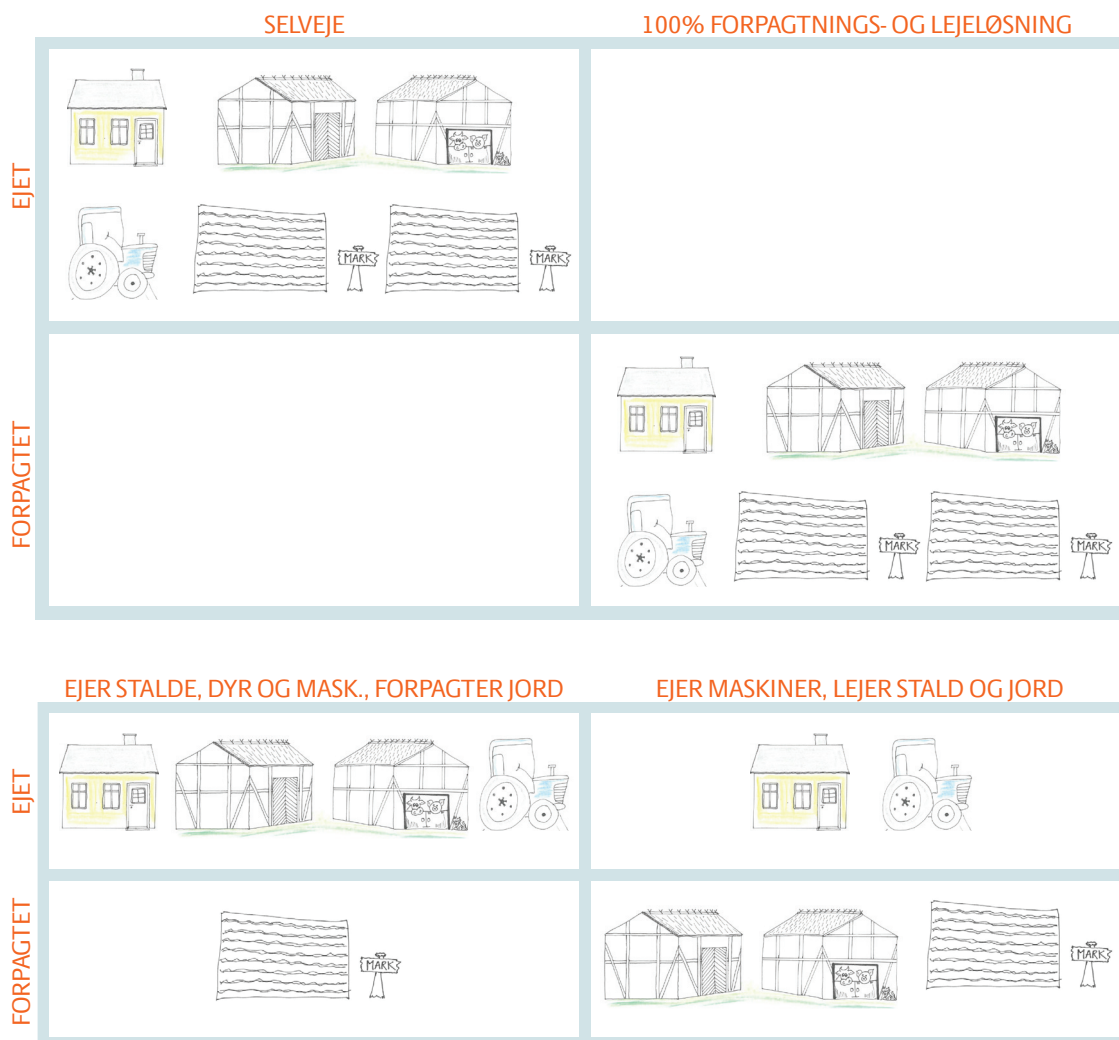 SELVEJE
100% FORPAGTNINGS- OG LEJELØSNING
EJET
MARK
MARK
FORPAGTET
MARK
MARK
EJER STALDE, DYR OG MASK., FORPAGTER JORD
EJER MASKINER, LEJER STALD OG JORD
EJET
FORPAGTET
MARK
MARK